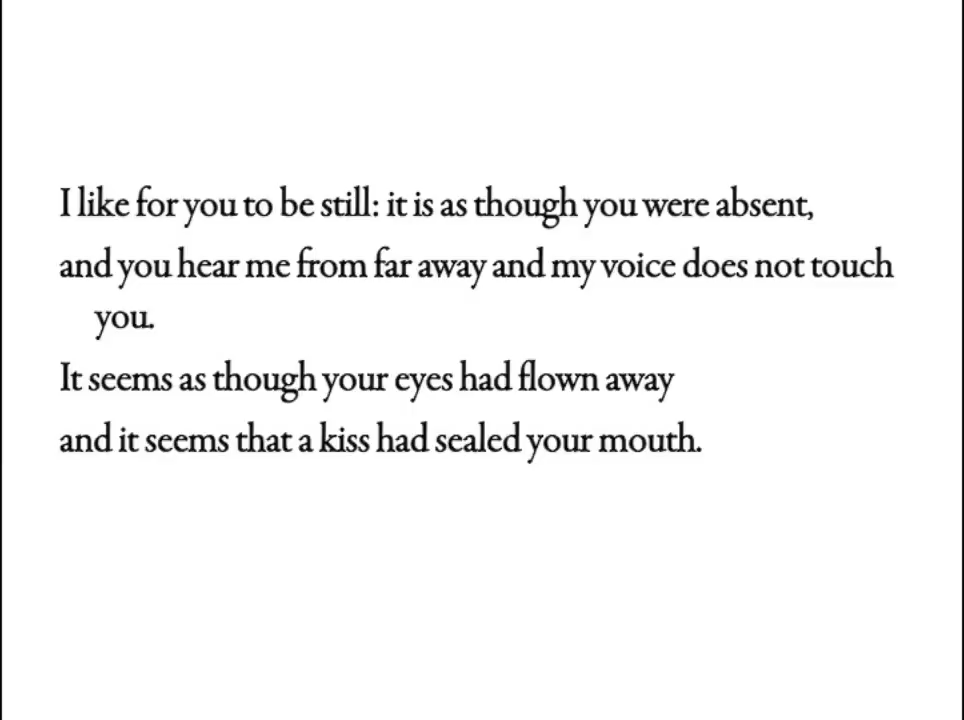 I like for you to be still: it is as though you were absent,
and you hear me from far away and my voice does not touch
you.
It seems as though your eyes had flown away
and it seems that a kiss had sealed your mouth.